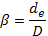 β = d_e / D